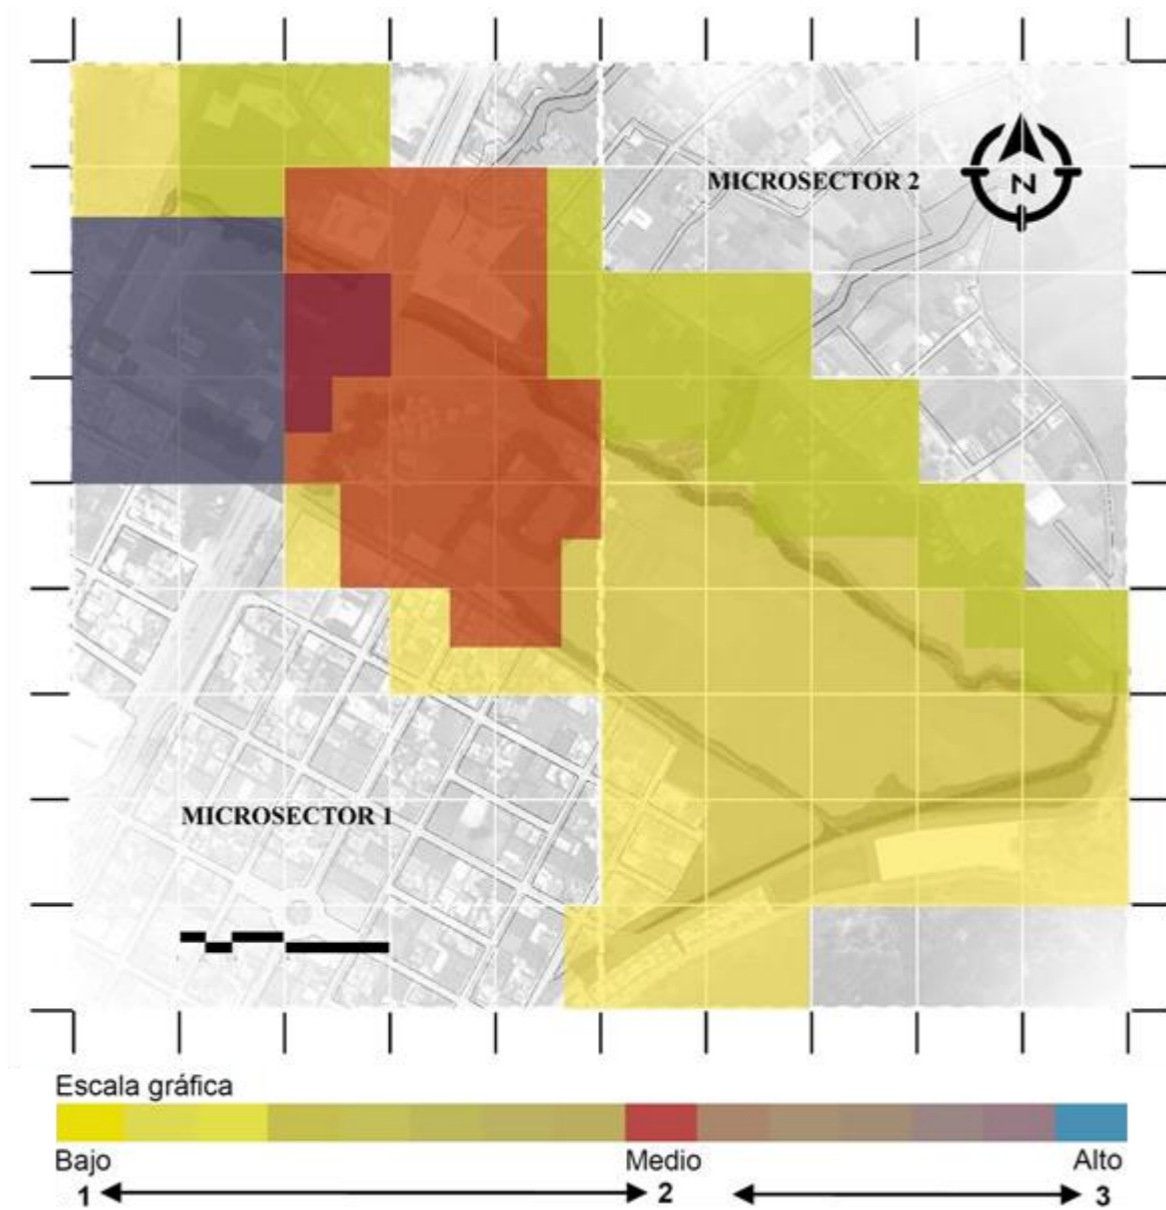 MICROSECTOR 2
N
MICROSECTOR 1
Escala gráfica
Bajo Medio Alto
1 2 3